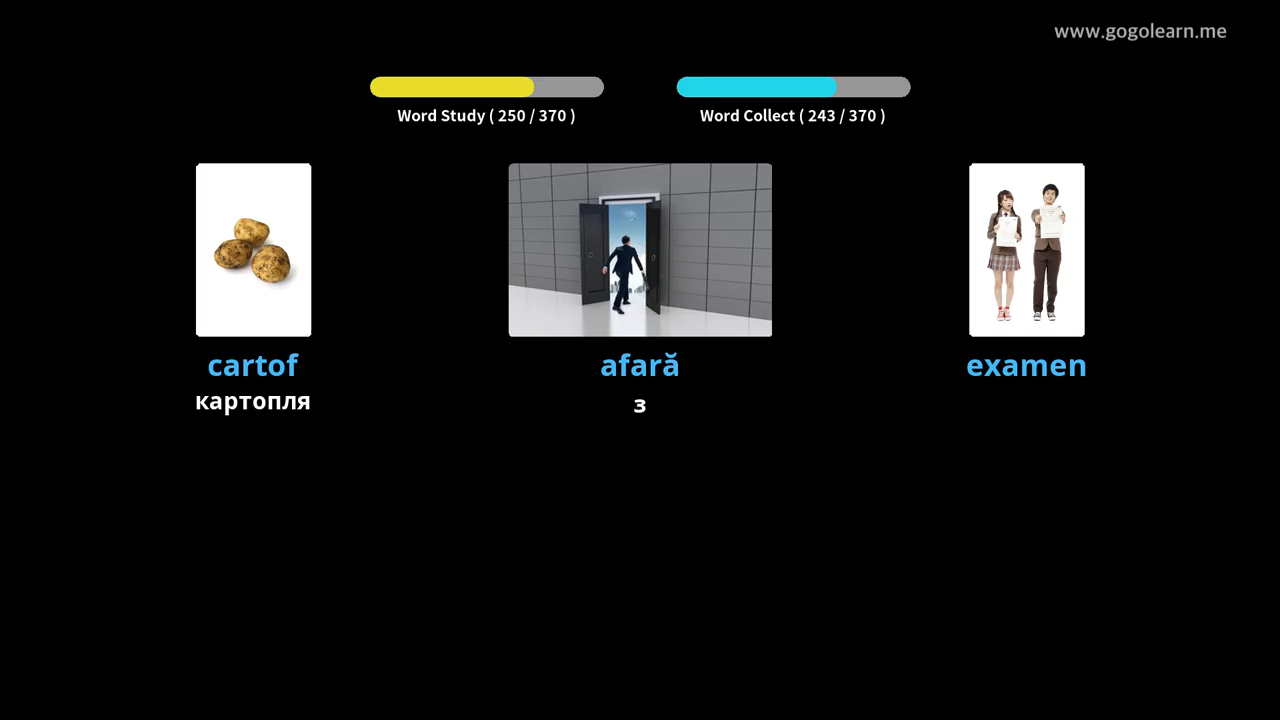 www.gogolearn.me
Word Study ( 250 / 370 )
Word Collect ( 243 / 370 )
cartof
картопля
afară
з
examen